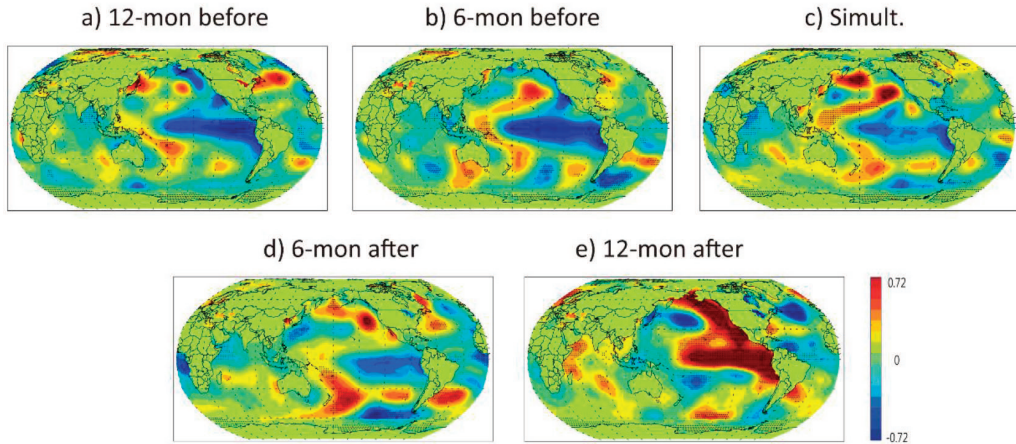 a) 12-mon before
b) 6-mon before
c) Simult.
d) 6-mon after
e) 12-mon after
0.72
0
-0.72